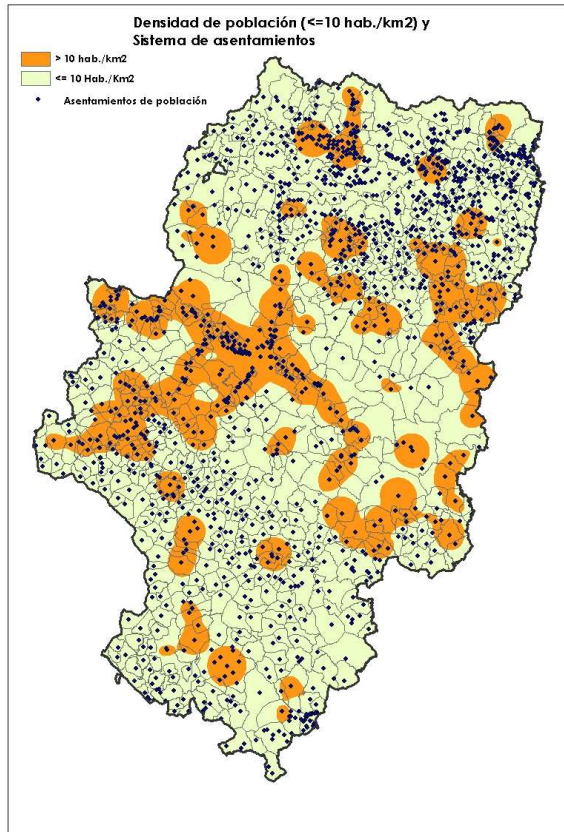 Densidad de población (<=10 hab./km2) y
Sistema de asentamientos
> 10 hab./km2
<= 10 Hab./Km2
Asentamientos de población